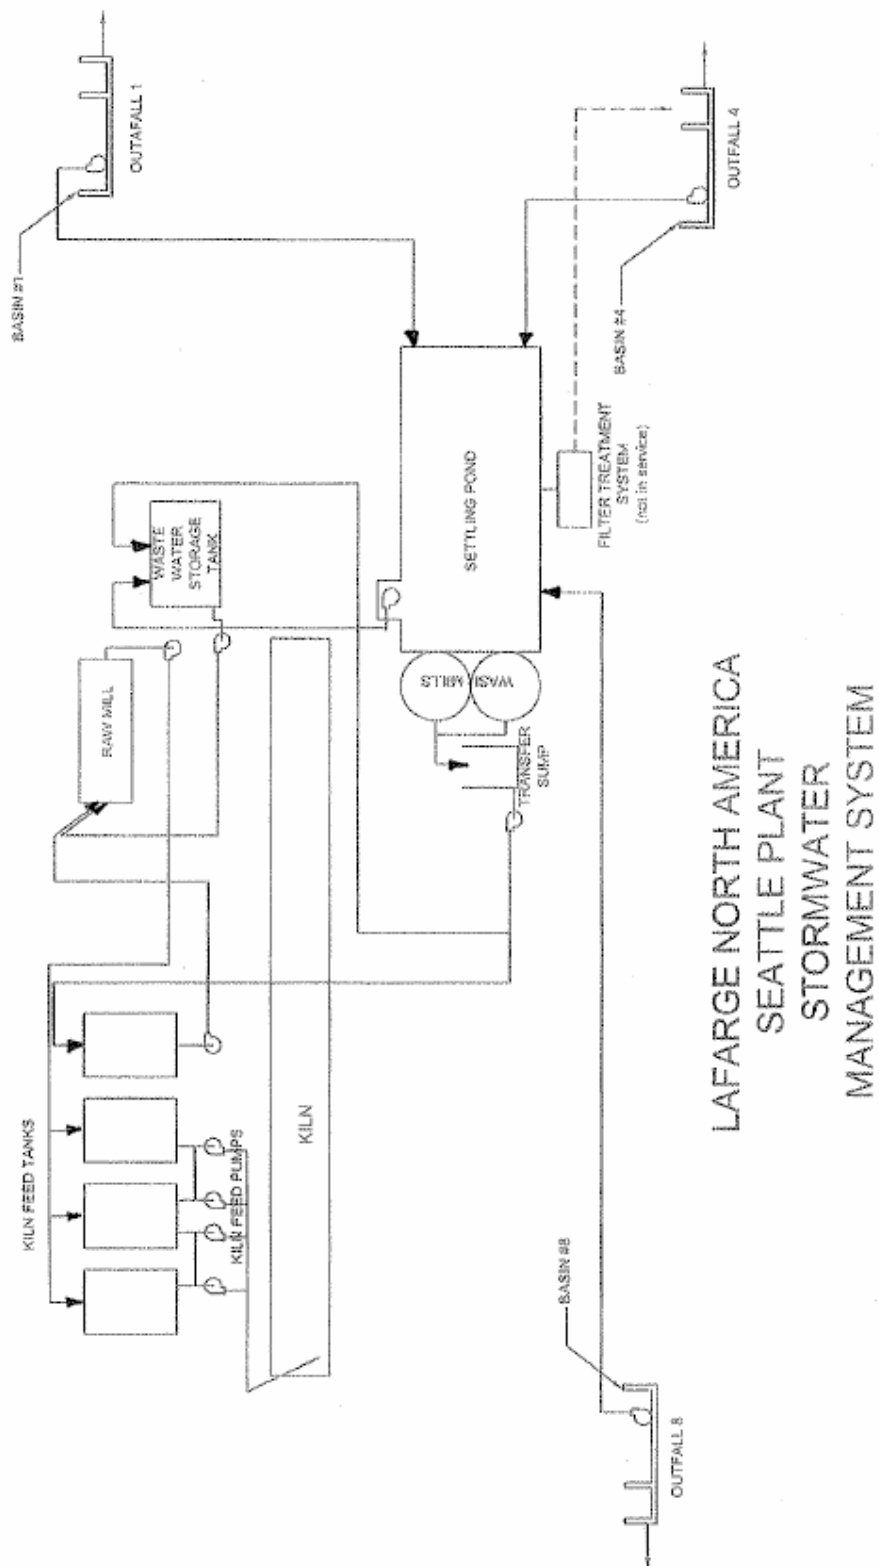 BASIN #1
OUTAFALL 1
BASIN #4
OUTFALL 4
WASTE
WATER
STORAGE
TANK
SETTLING POND
FILTER TREATMENT
SYSTEM
(not in service)
RAW MILL
WASI
MILLS
TRANSFER
SUMP
KILN FEED TANKS
KILN FEED PUMPS
KILN
BASIN #8
OUTFALL 8
LAFARGE NORTH AMERICA
SEATTLE PLANT
STORMWATER
MANAGEMENT SYSTEM